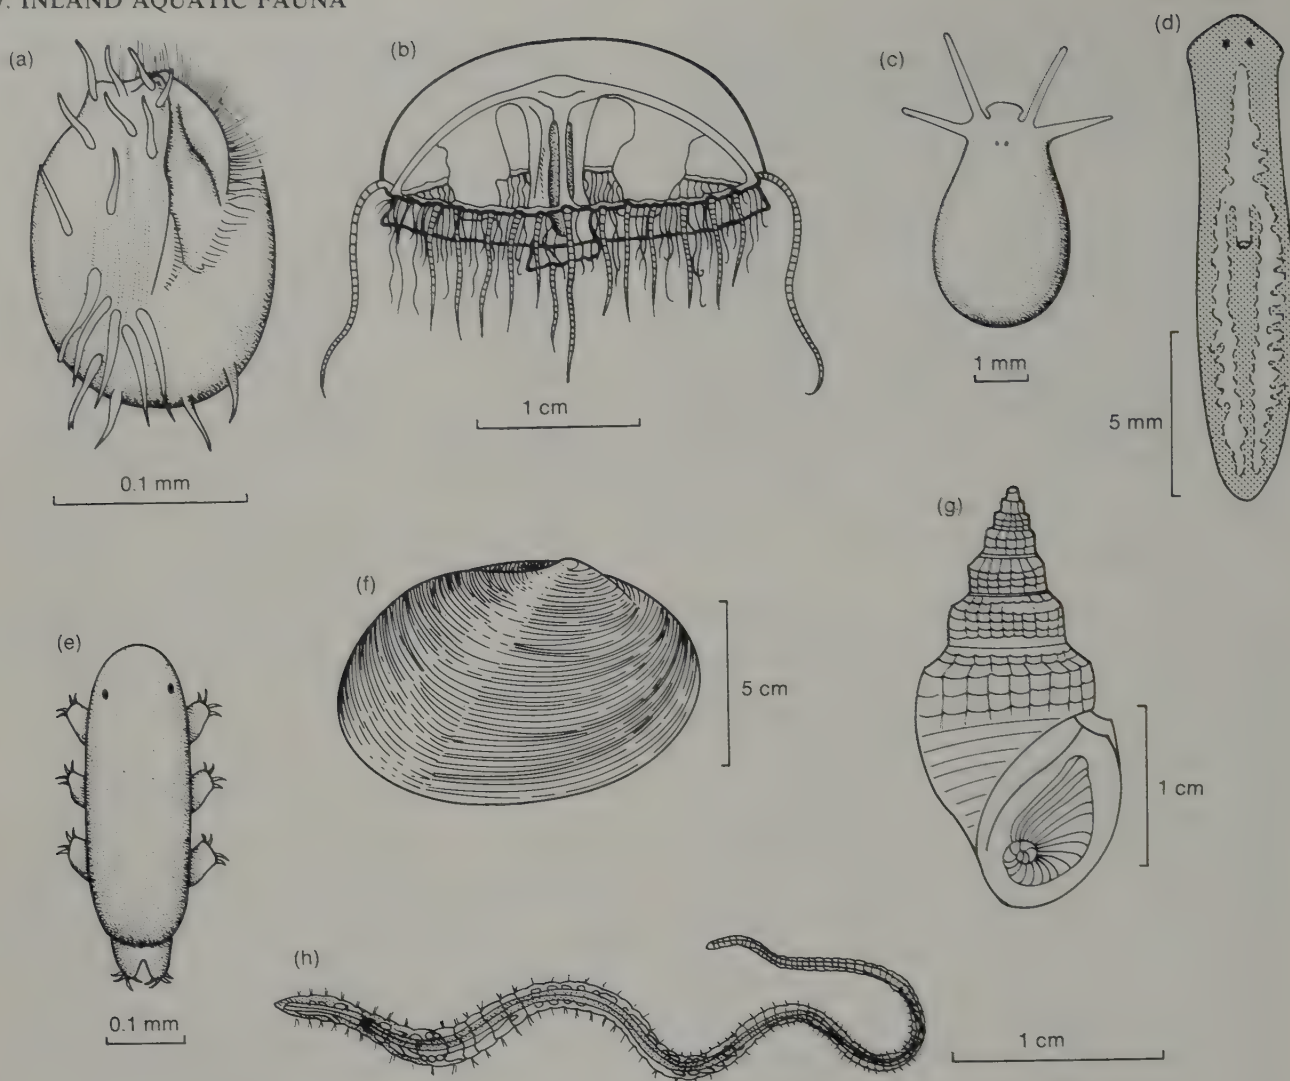 INLAND AQUATIC FAUNA
(a)
(b)
(c)
(d)
1 mm
1 cm
5 mm
0.1 mm
(g)
(f)
(e)
5 cm
1 cm
(h)
0.1 mm
1 cm